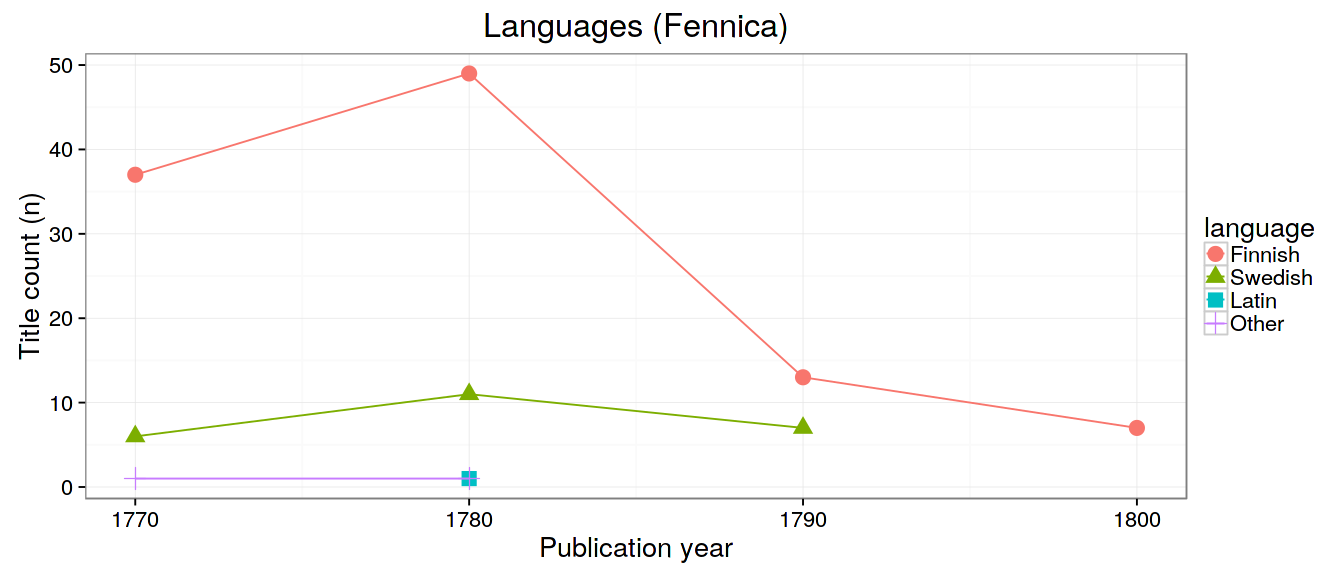 Languages (Fennica)
50
40
30
20
10
0
Title count (n)
1770 1780 1790 1800
Publication year
language
Finnish
Swedish
Latin
Other